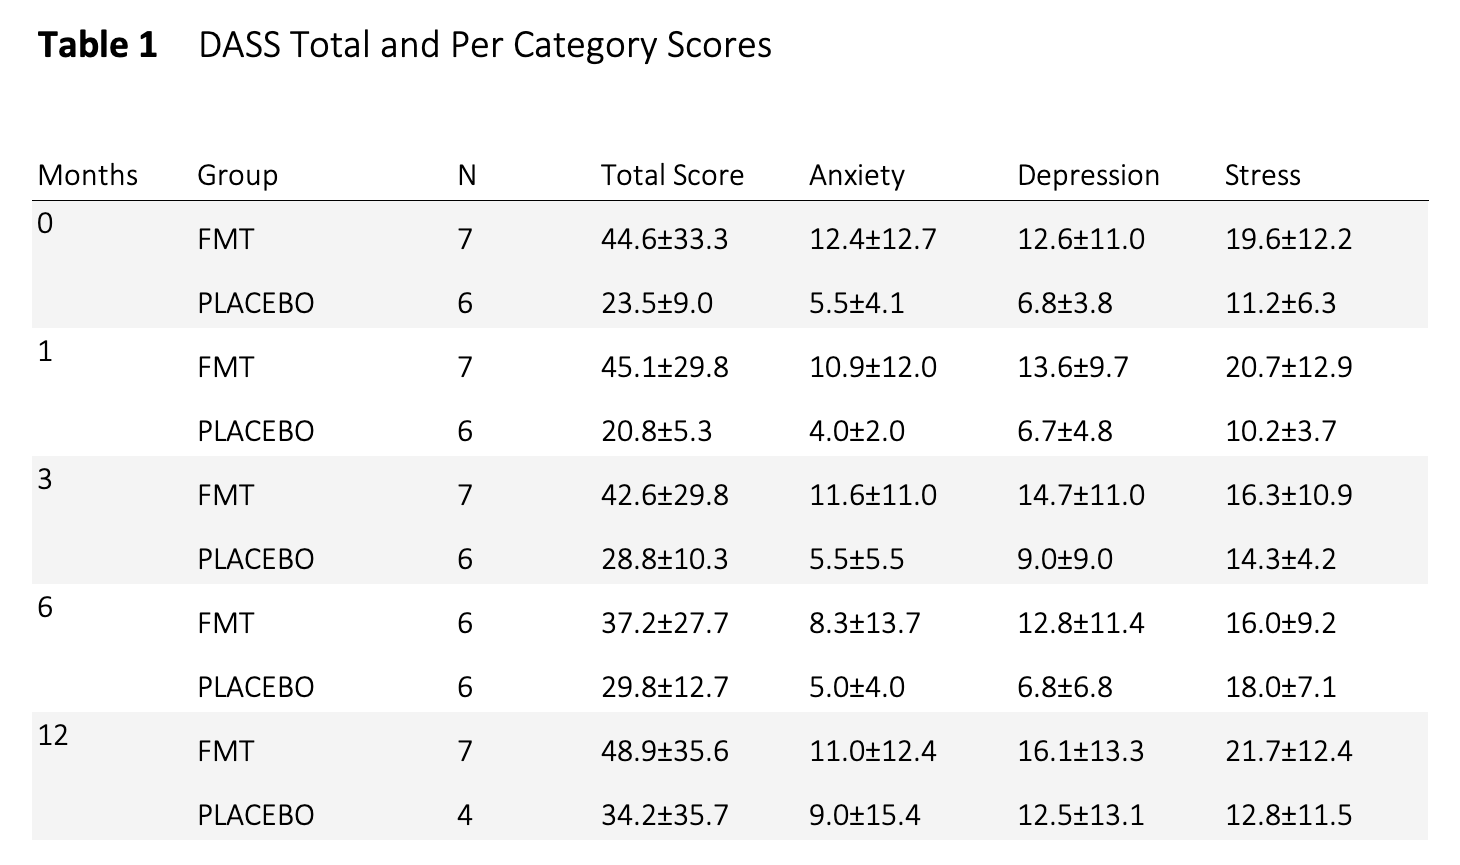 Table 1 DASS Total and Per Category Scores
Months Group N Total Score Anxiety Depression Stress
0 FMT 7 44.6±33.3 12.4±12.7 12.6±11.0 19.6±12.2
PLACEBO 6 23.5±9.0 5.5±4.1 6.8±3.8 11.2±6.3
1 FMT 7 45.1±29.8 10.9±12.0 13.6±9.7 20.7±12.9
PLACEBO 6 20.8±5.3 4.0±2.0 6.7±4.8 10.2±3.7
3 FMT 7 42.6±29.8 11.6±11.0 14.7±11.0 16.3±10.9
PLACEBO 6 28.8±10.3 5.5±5.5 9.0±9.0 14.3±4.2
6 FMT 6 37.2±27.7 8.3±13.7 12.8±11.4 16.0±9.2
PLACEBO 6 29.8±12.7 5.0±4.0 6.8±6.8 18.0±7.1
12 FMT 7 48.9±35.6 11.0±12.4 16.1±13.3 21.7±12.4
PLACEBO 4 34.2±35.7 9.0±15.4 12.5±13.1 12.8±11.5